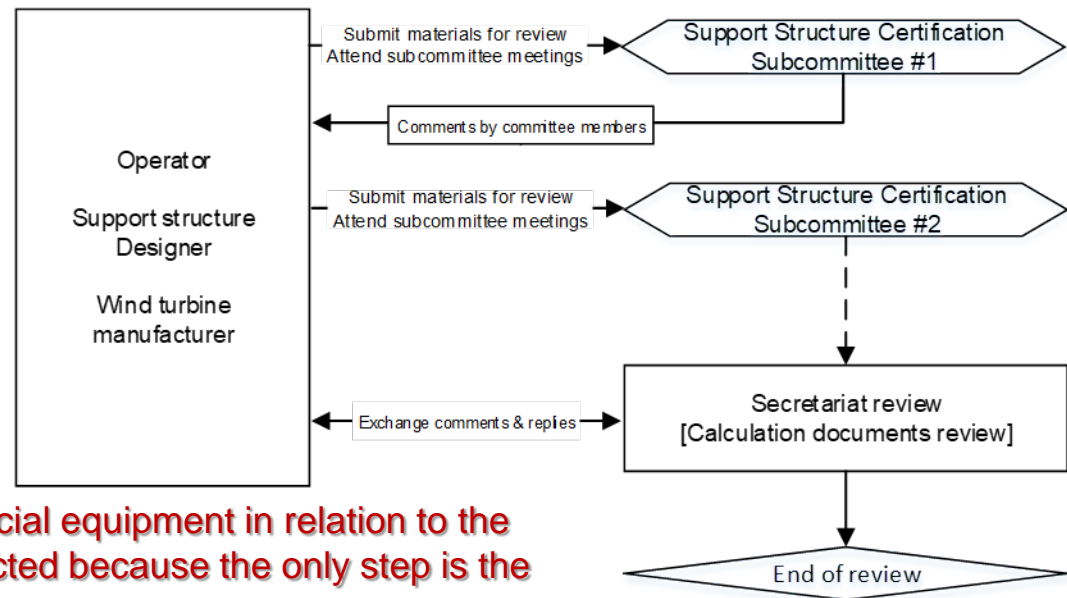 Submit materials for review
Attend subcommittee meetings
Support Structure Certification
Subcommittee #1
Comments by committee members
Operator
Support structure
Designer
Wind turbine
manufacturer
Submit materials for review
Attend subcommittee meetings
Support Structure Certification
Subcommittee #2
Exchange comments & replies
Secretariat review
[Calculation documents review]
cial equipment in relation to the
cted because the only step is the
End of review